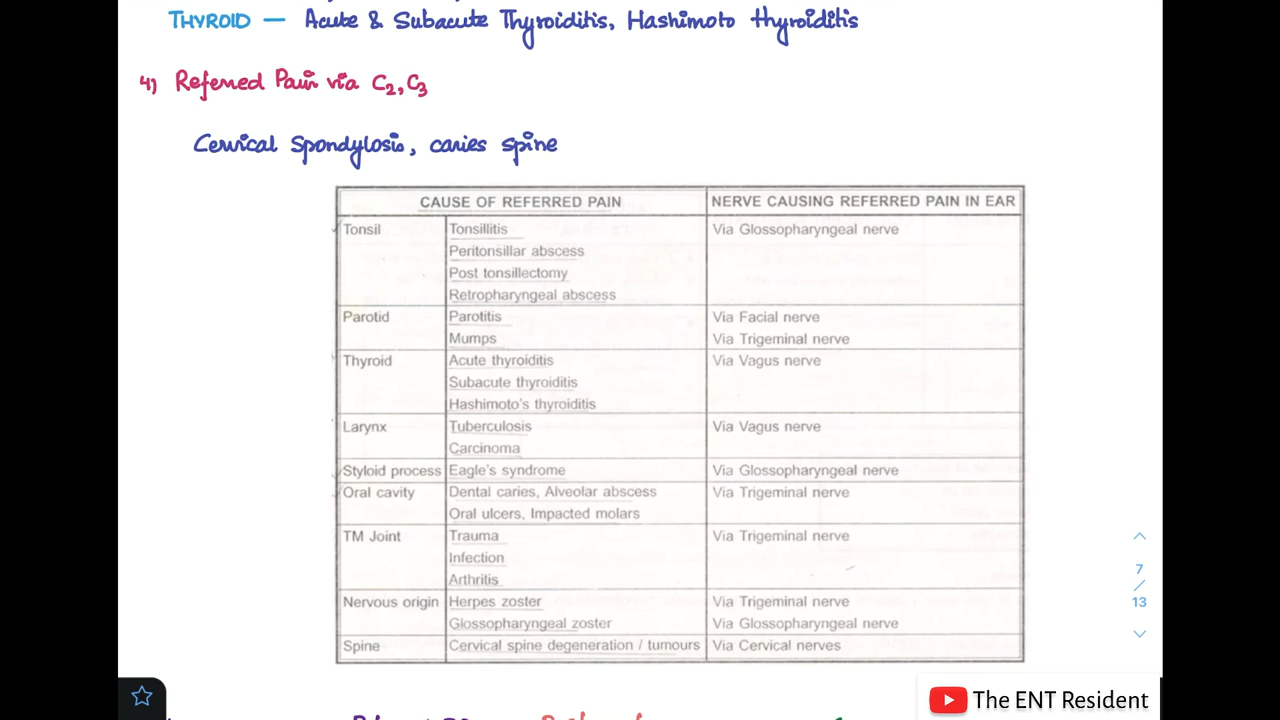 THYROID — Acute & Subacute Thyroiditis, Hashimoto thyroiditis
4) Referred Pain via C2, C3
Cervical Spondylosis, caries spine
CAUSE OF REFERRED PAIN NERVE CAUSING REFERRED PAIN IN EAR
Tonsil Tonsillitis Via Glossopharyngeal nerve
Peritonsillar abscess
Post tonsillectomy
Retropharyngeal abscess
Parotid Parotitis Via Facial nerve
Mumps Via Trigeminal nerve
Thyroid Acute thyroiditis Via Vagus nerve
Subacute thyroiditis
Hashimoto's thyroiditis
Larynx Tuberculosis Via Vagus nerve
Carcinoma
Styloid process Eagle's syndrome Via Glossopharyngeal nerve
Oral cavity Dental caries, Alveolar abscess Via Trigeminal nerve
Oral ulcers, Impacted molars
TM Joint Trauma Via Trigeminal nerve
Infection
Arthritis
Nervous origin Herpes zoster Via Trigeminal nerve
Glossopharyngeal zoster Via Glossopharyngeal nerve
Spine Cervical spine degeneration / tumours Via Cervical nerves
7
/
13
The ENT Resident